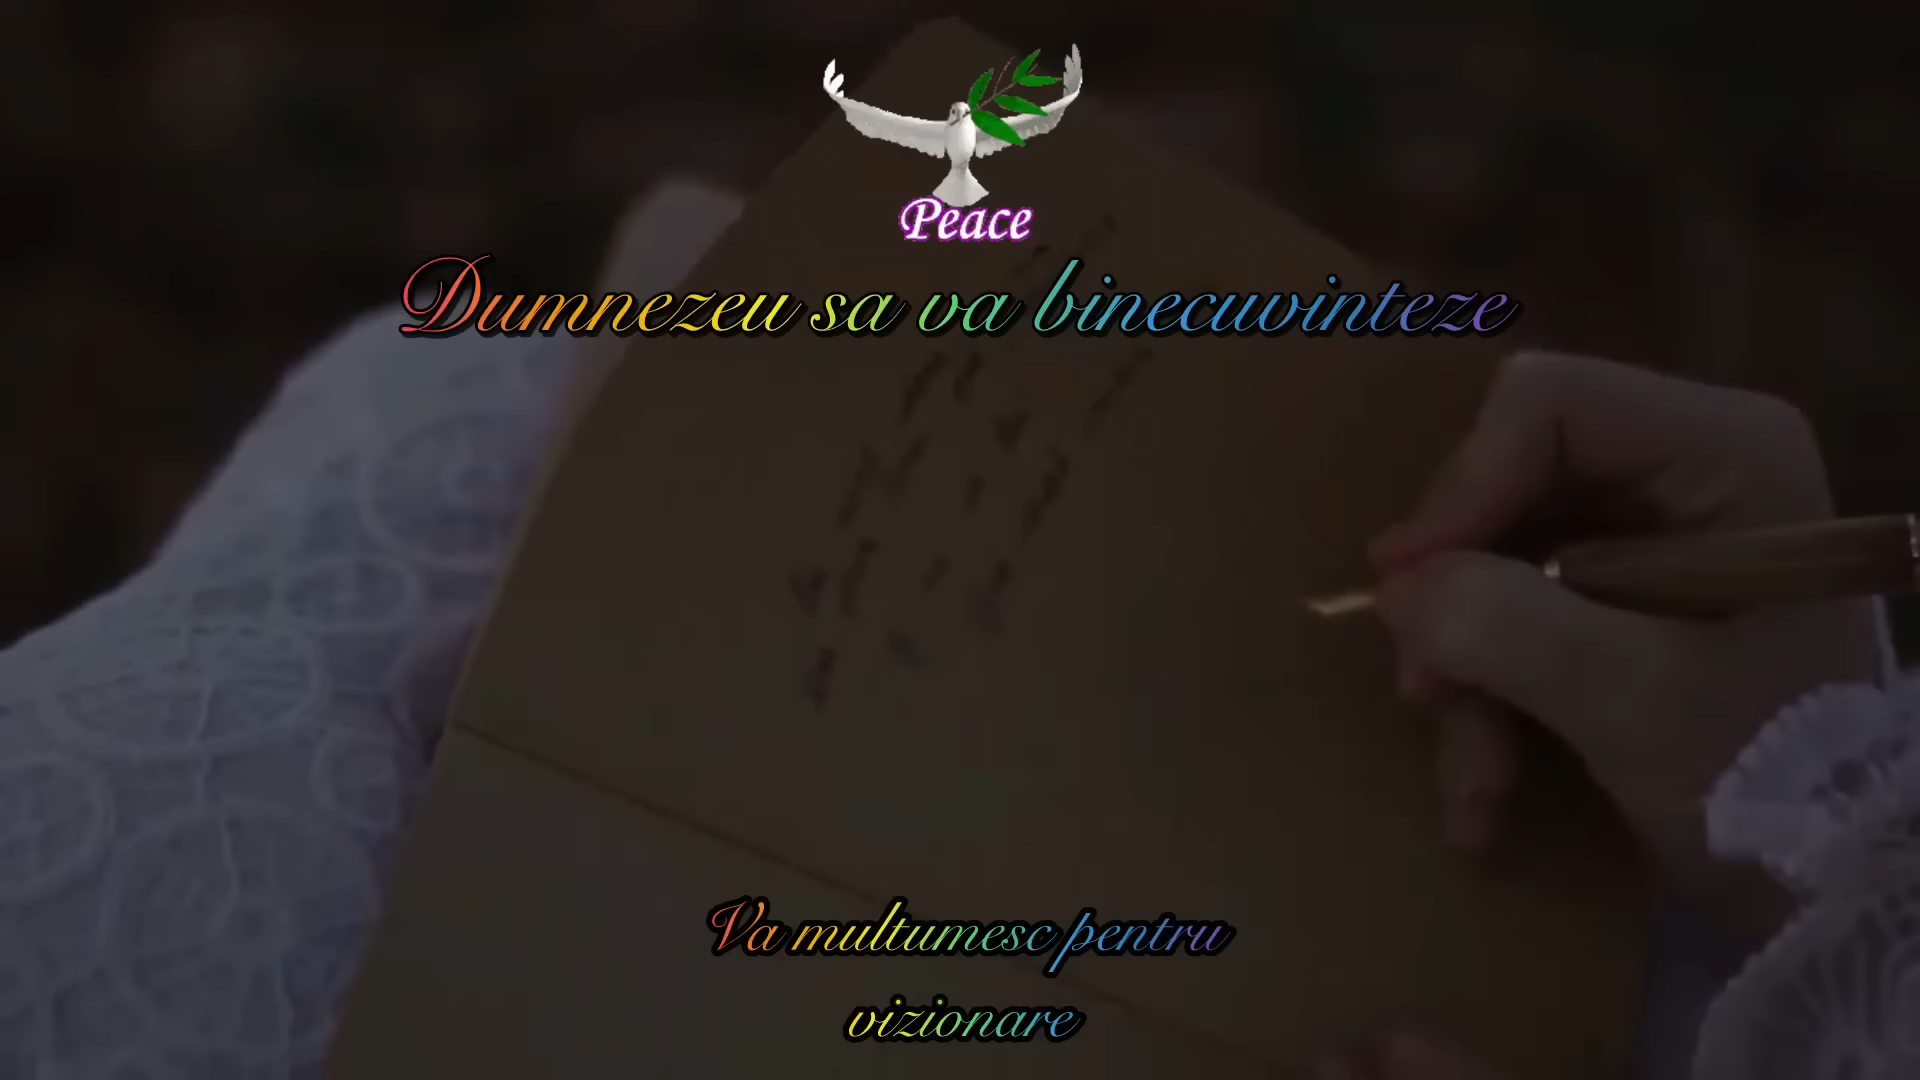 Peace
Dumnezeu sa va binecuvinteze
Va multumesc pentru
vizionare